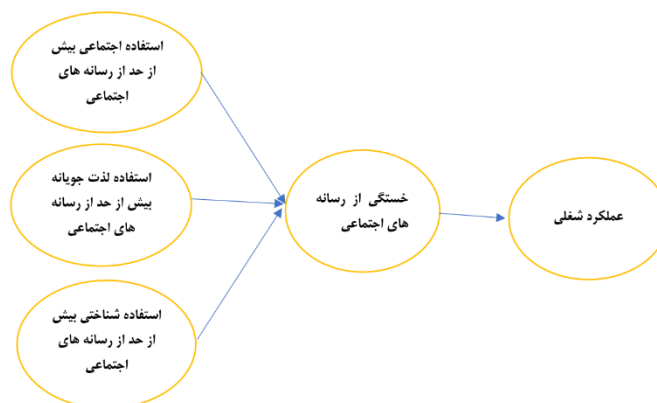 استفاده اجتماعی بیش
از حد از رسانه های
اجتماعی
استفاده لذت جویانه
بیش از حد از رسانه
های اجتماعی
استفاده شناختی بیش
از حد از رسانه های
اجتماعی
خستگی از رسانه
های اجتماعی
عملکرد شغلی